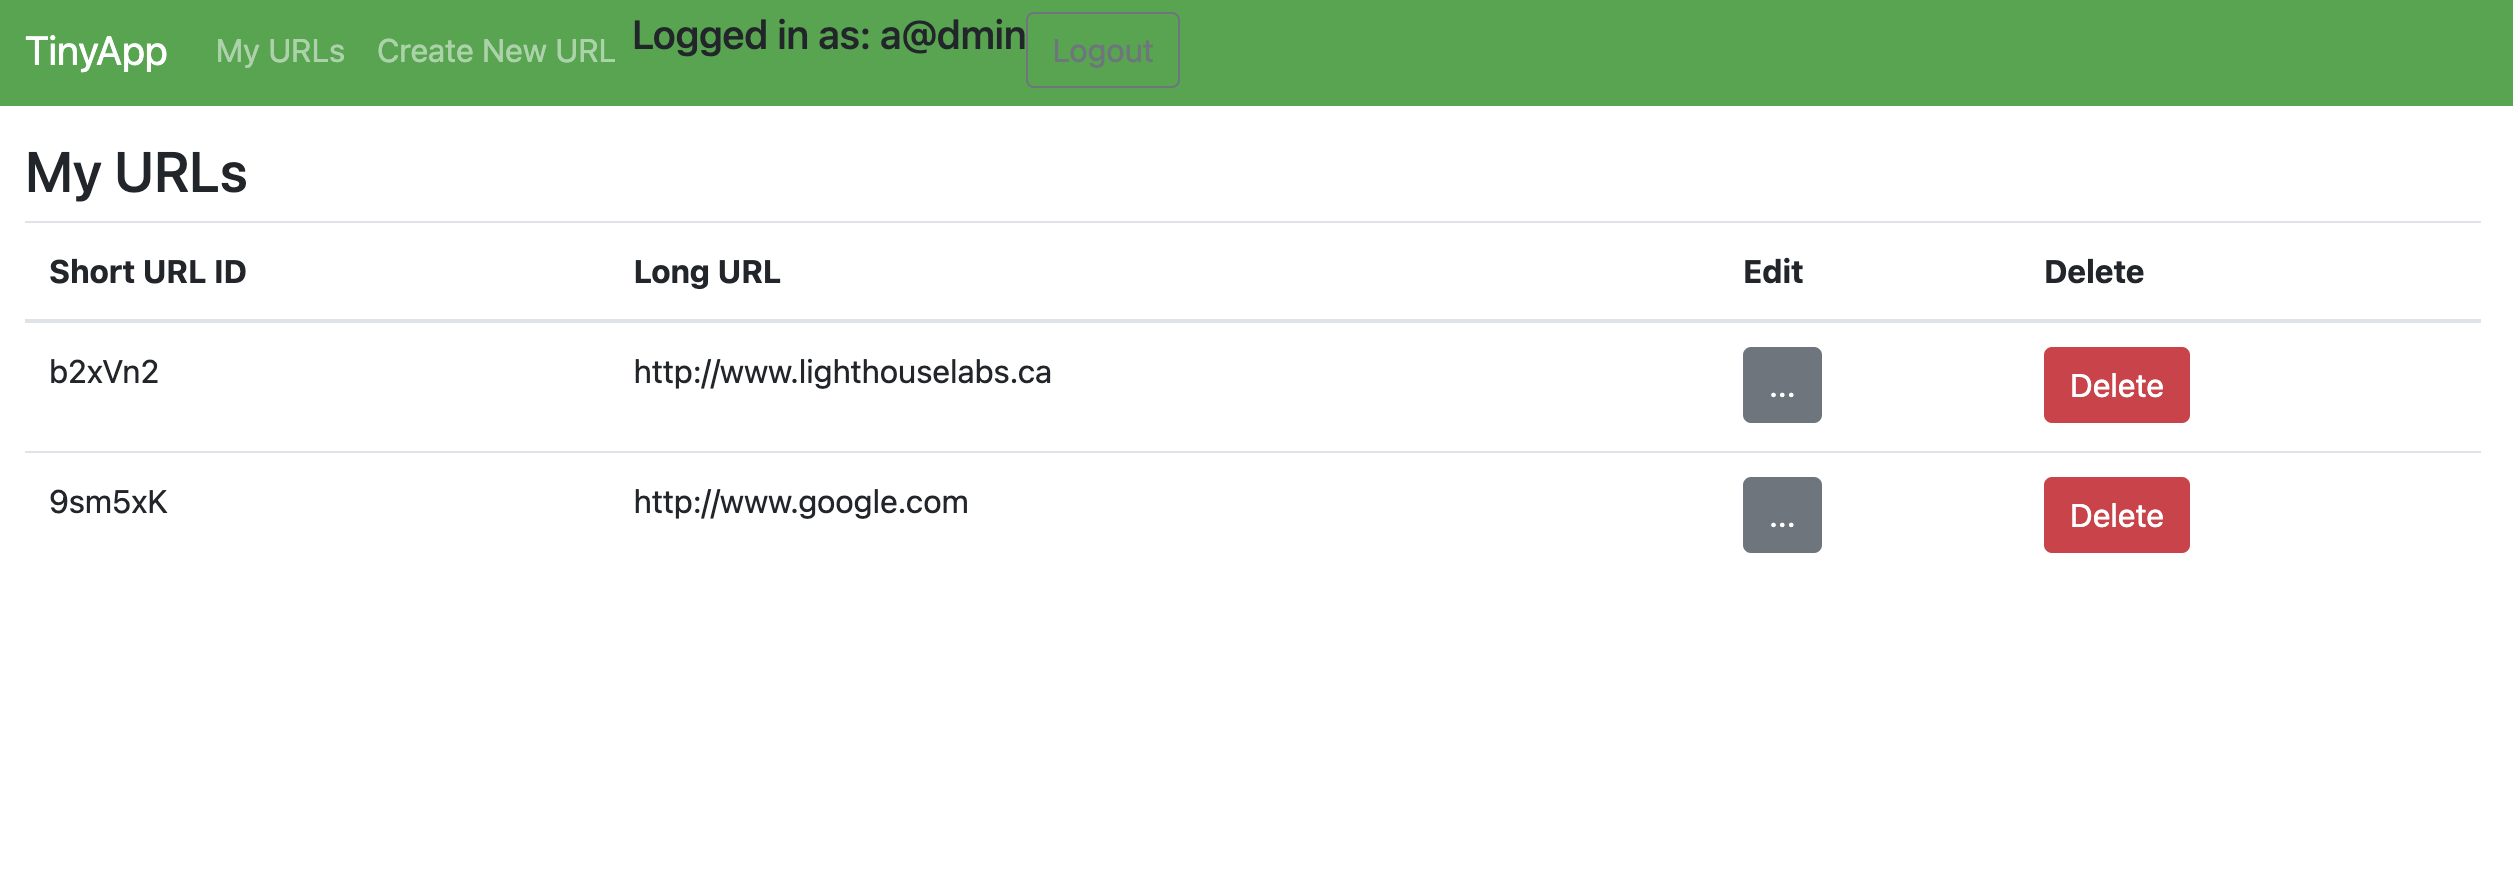 TinyApp My URLs Create New URL Logged in as: a@dmin Logout
My URLs
Short URL ID Long URL Edit Delete
b2xVn2 http://www.lighthouselabs.ca ... Delete
9sm5xK http://www.google.com ... Delete